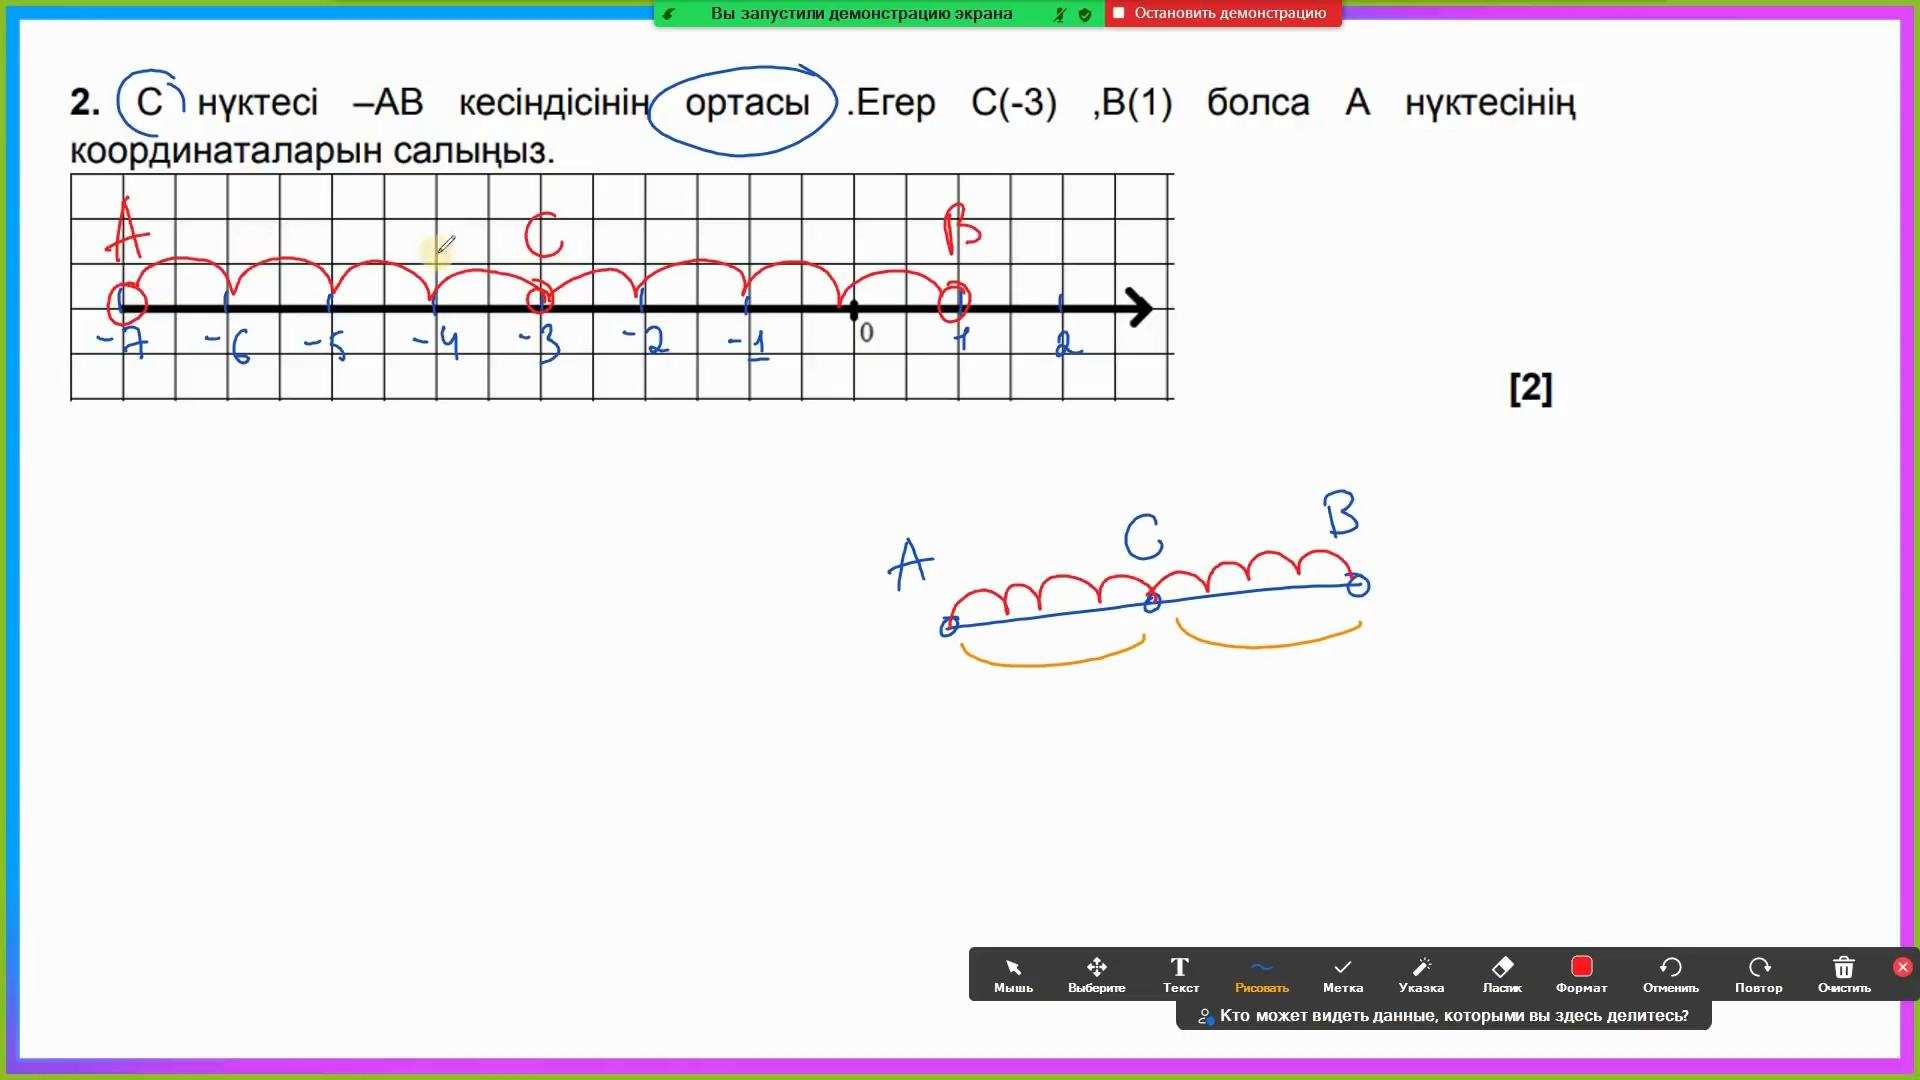 Вы запустили демонстрацию экрана Остановить демонстрацию
2. С нүктесі –АВ кесіндісінің ортасы .Егер С(-3) ,В(1) болса А нүктесінің
координаталарын салыңыз.
A C B
-7 -6 -5 -4 -3 -2 -1 0 1 2
[2]
A C B
Мышь Выберите Текст Рисовать Метка Указка Ластик Формат Отменить Повтор Очистить
Кто может видеть данные, которыми вы здесь делитесь?